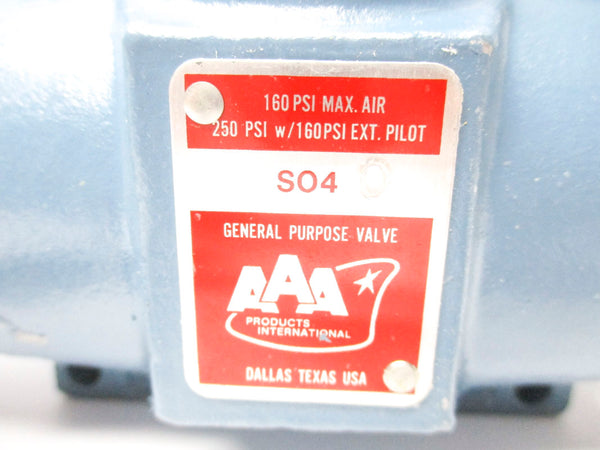 160 PSI MAX. AIR
250 PSI w/160PSI EXT. PILOT
SO4
GENERAL PURPOSE VALVE
AAA
PRODUCTS
INTERNATIONAL
DALLAS TEXAS USA